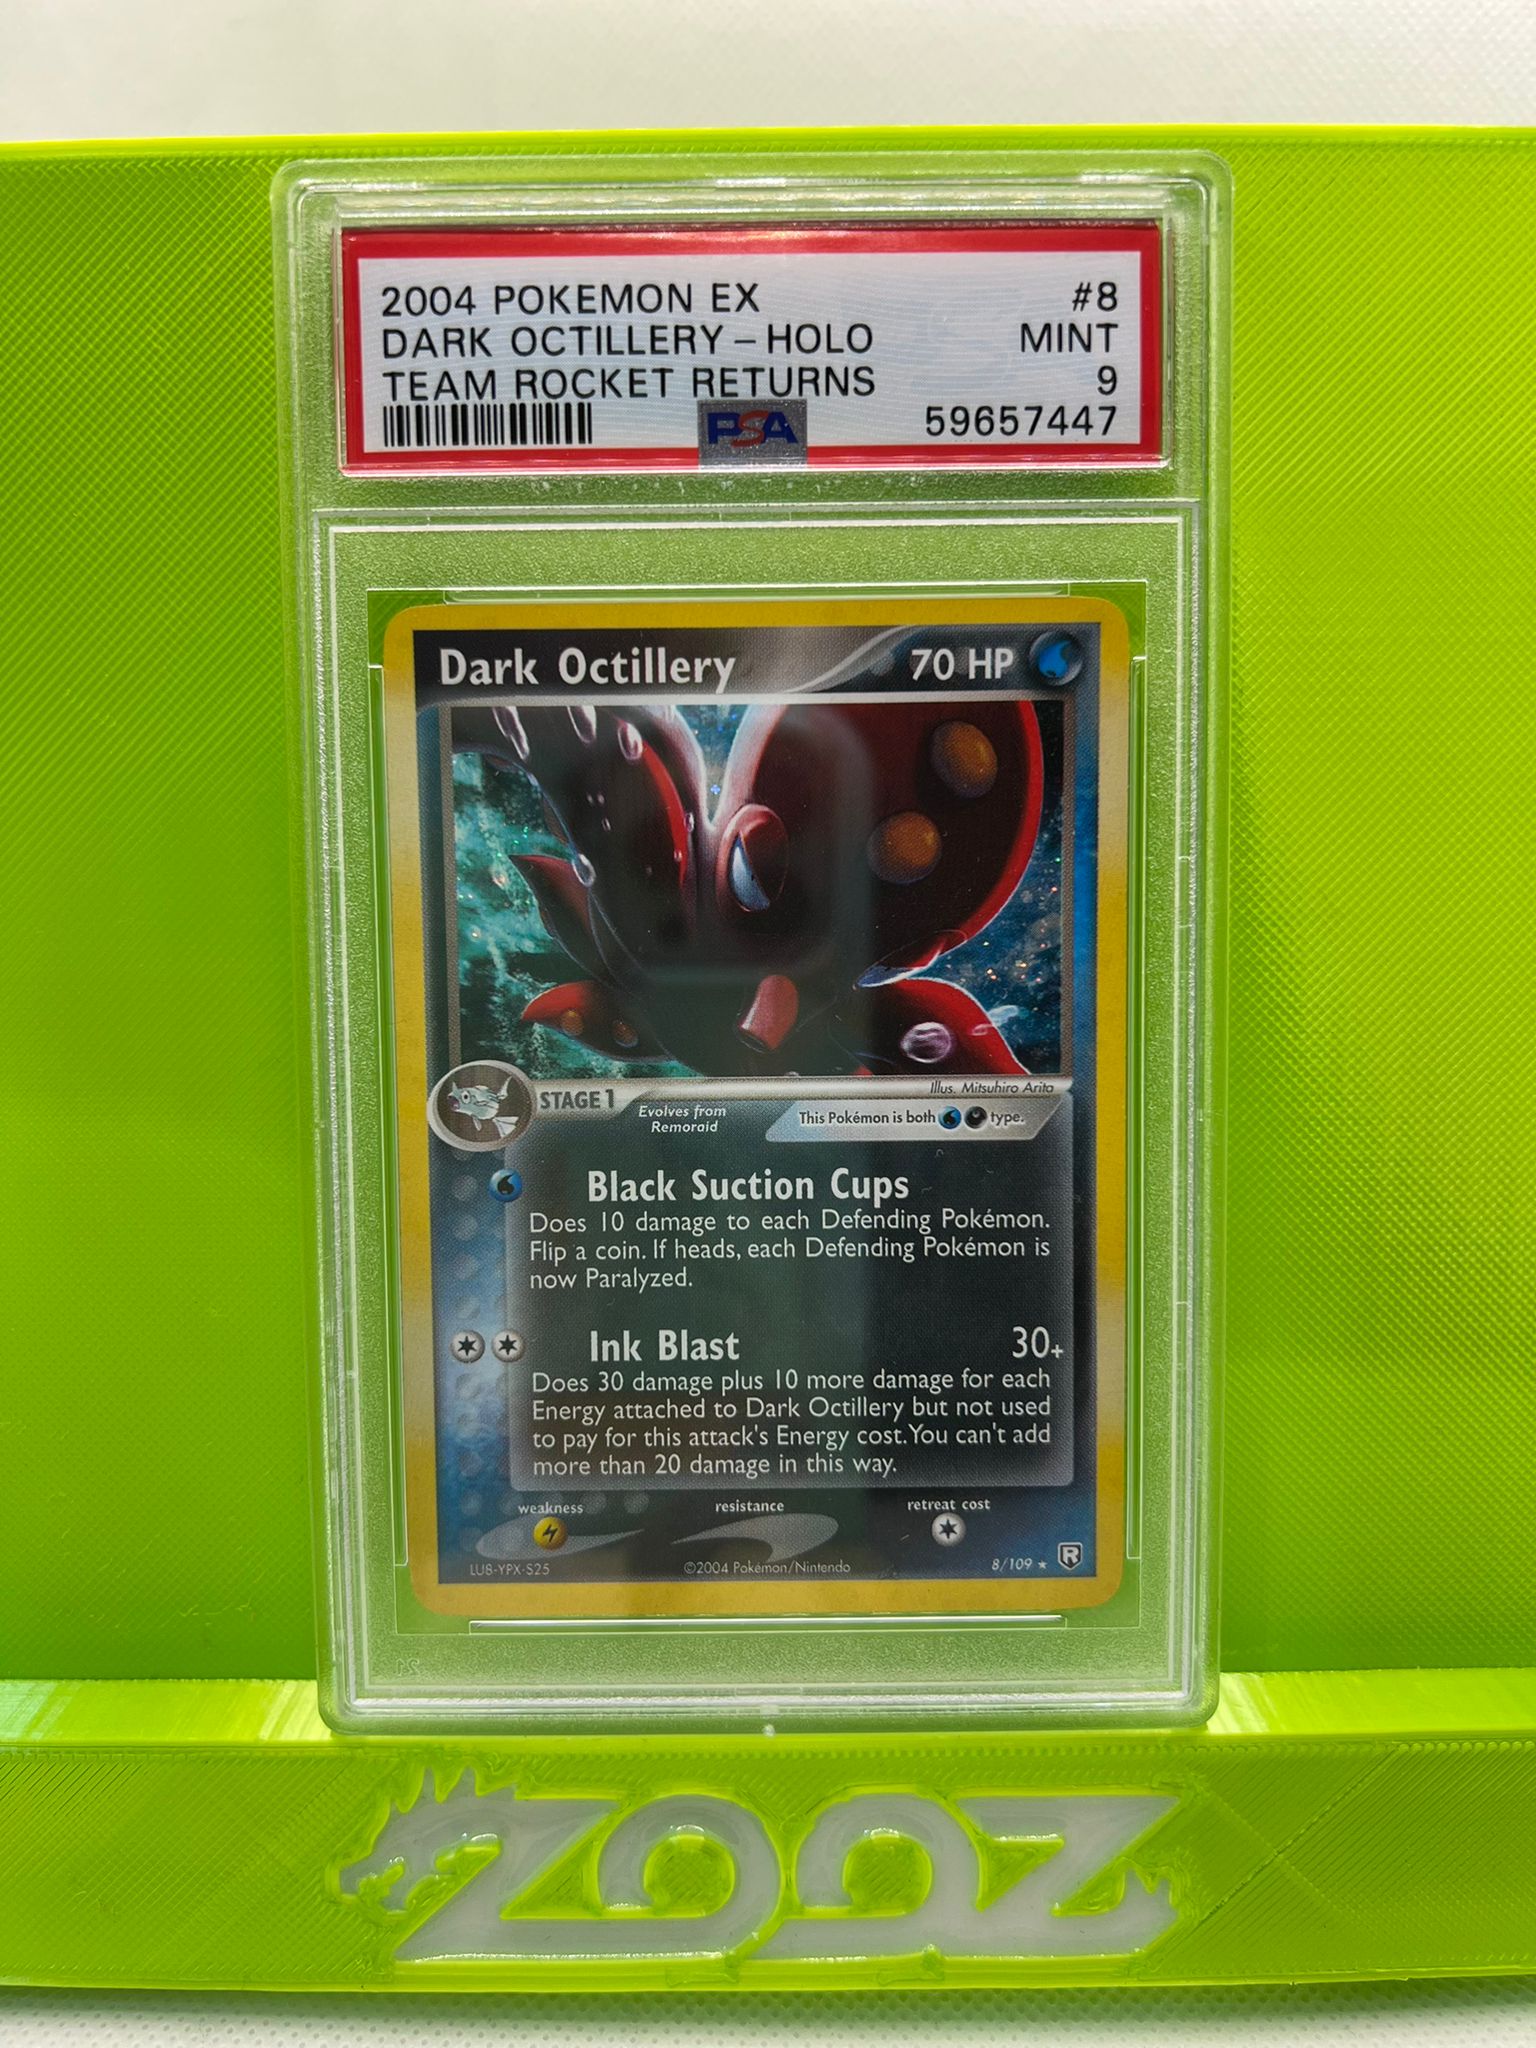 2004 POKEMON EX #8
DARK OCTILLERY – HOLO MINT
TEAM ROCKET RETURNS 9
PSA 59657447
Dark Octillery 70 HP
Illus. Mitsuhiro Arita
STAGE 1
Evolves from
Remoraid
This Pokémon is both type.
Black Suction Cups
Does 10 damage to each Defending Pokémon.
Flip a coin. If heads, each Defending Pokémon is
now Paralyzed.
Ink Blast 30+
Does 30 damage plus 10 more damage for each
Energy attached to Dark Octillery but not used
to pay for this attack's Energy cost. You can't add
more than 20 damage in this way.
weakness resistance retreat cost
LU8-YPX-S25 ©2004 Pokémon/Nintendo 8/109 ★ R
ZOOZ